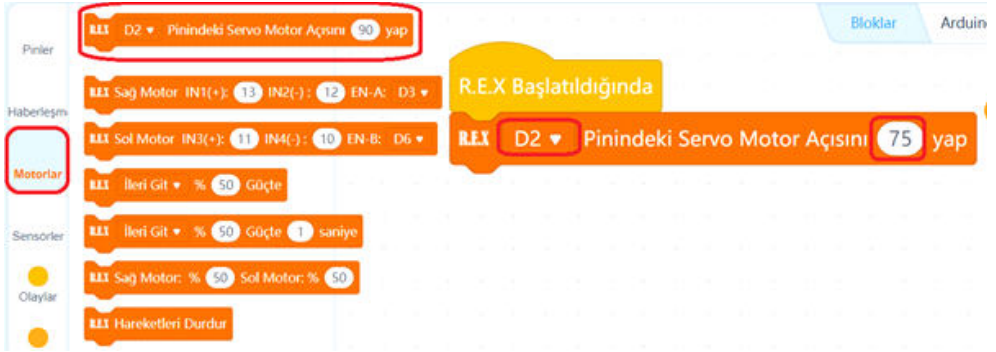 Pinler
Haberleşm
Motorlar
Sensörler
Olaylar
R.E.X D2 Pinindeki Servo Motor Açısını 90 yap
R.E.X Sağ Motor IN1(+): 13 IN2(-) : 12 EN-A: D3
R.E.X Sol Motor IN3(+): 11 IN4(-) : 10 EN-B: D6
R.E.X İleri Git % 50 Güçte
R.E.X İleri Git % 50 Güçte 1 saniye
R.E.X Sağ Motor: % 50 Sol Motor: % 50
R.E.X Hareketleri Durdur
Bloklar Arduin
R.E.X Başlatıldığında
R.E.X D2 Pinindeki Servo Motor Açısını 75 yap